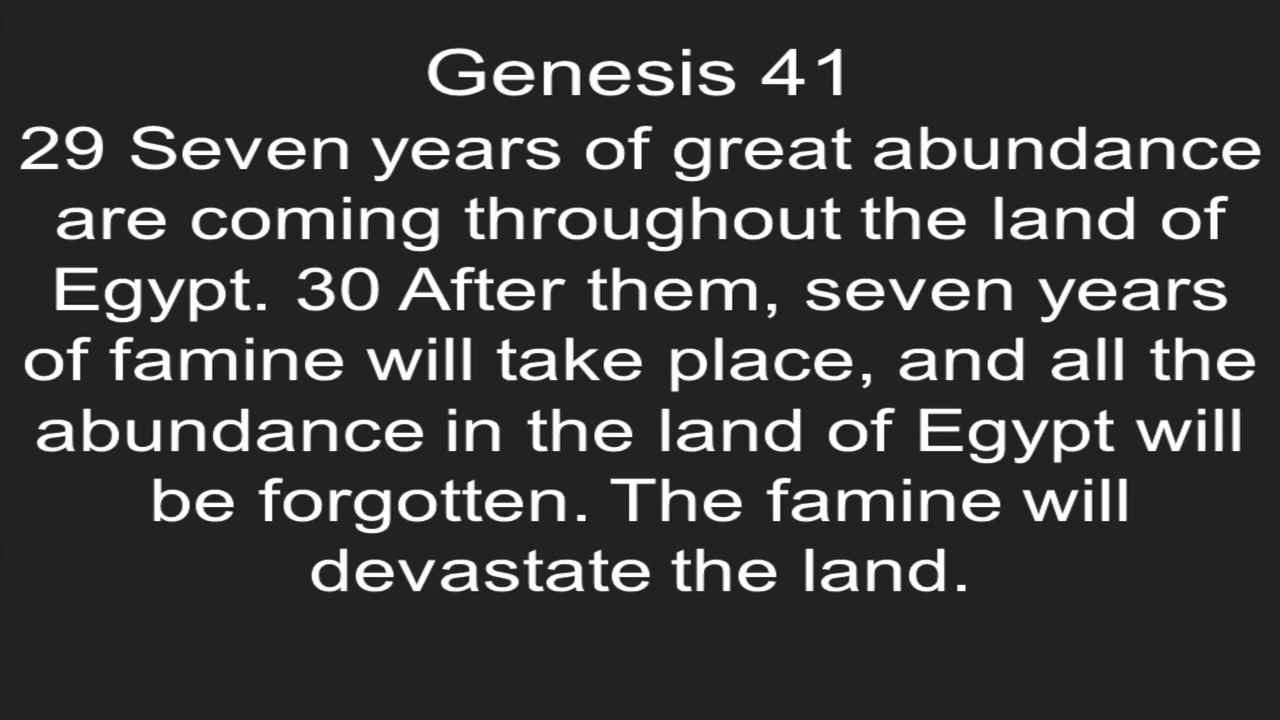 Genesis 41
29 Seven years of great abundance
are coming throughout the land of
Egypt. 30 After them, seven years
of famine will take place, and all the
abundance in the land of Egypt will
be forgotten. The famine will
devastate the land.